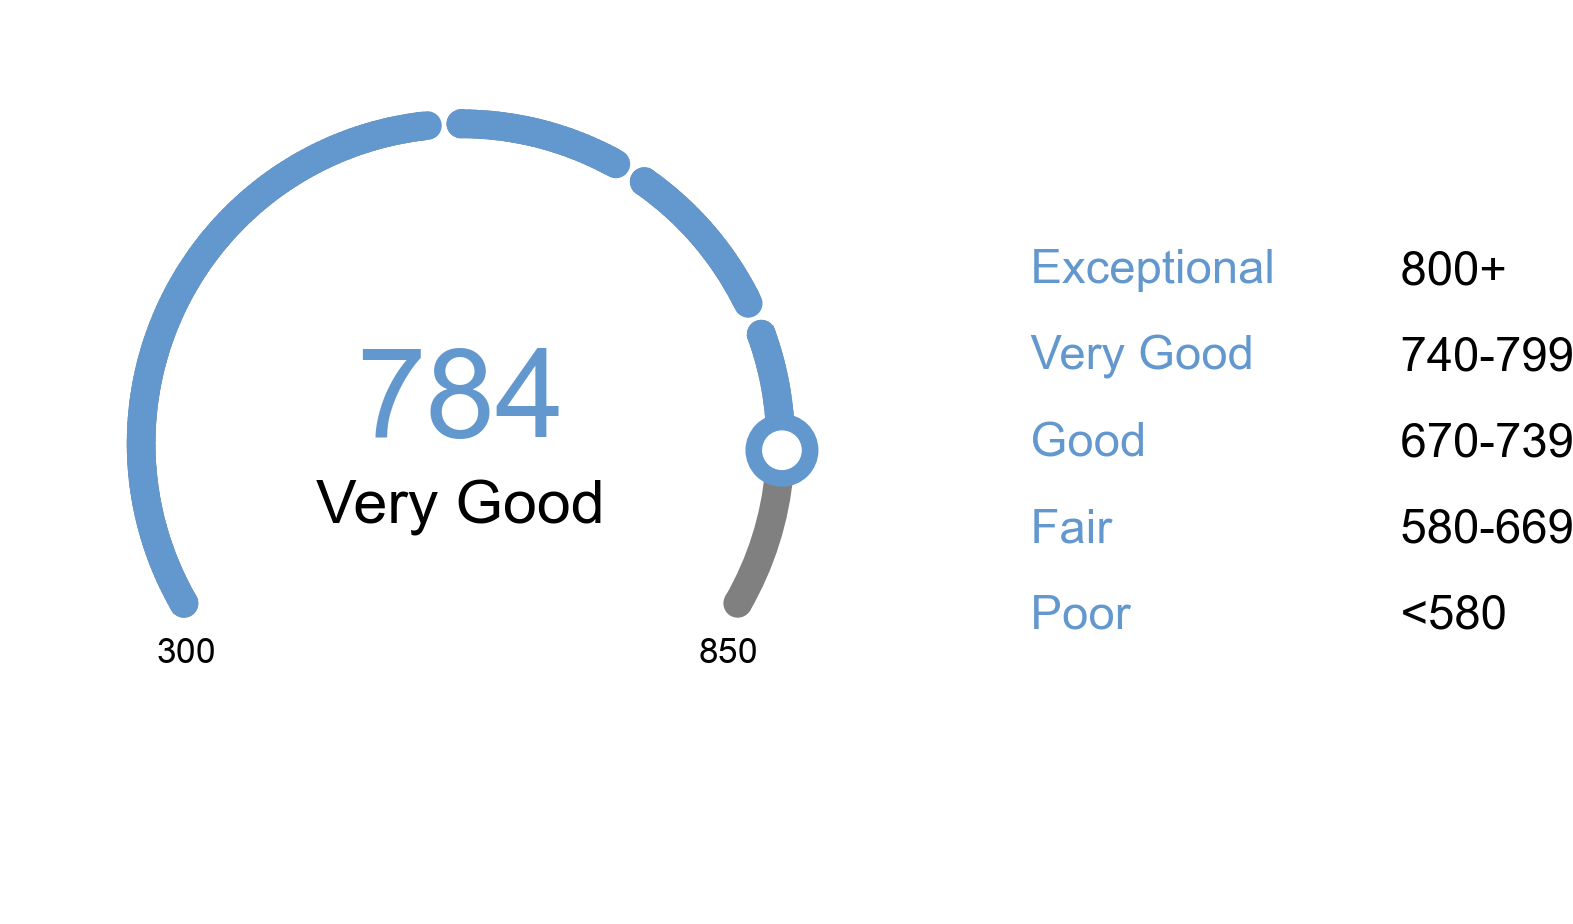 784
Very Good
300 850
Exceptional 800+
Very Good 740-799
Good 670-739
Fair 580-669
Poor <580